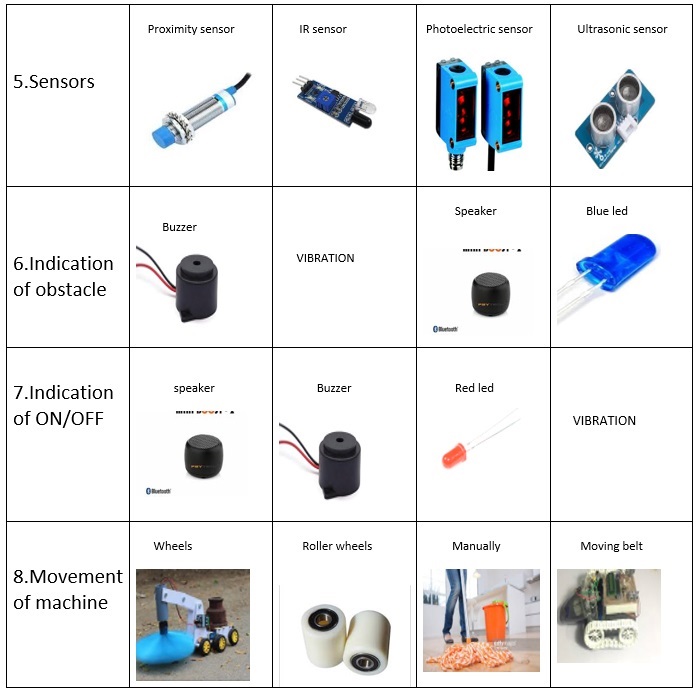 Proximity sensor
IR sensor
Photoelectric sensor
Ultrasonic sensor
5.Sensors
Buzzer
VIBRATION
Speaker
Blue led
6.Indication
of obstacle
Bluetooth
speaker
Buzzer
Red led
VIBRATION
7.Indication
of ON/OFF
Bluetooth
Wheels
Roller wheels
Manually
Moving belt
8.Movement
of machine